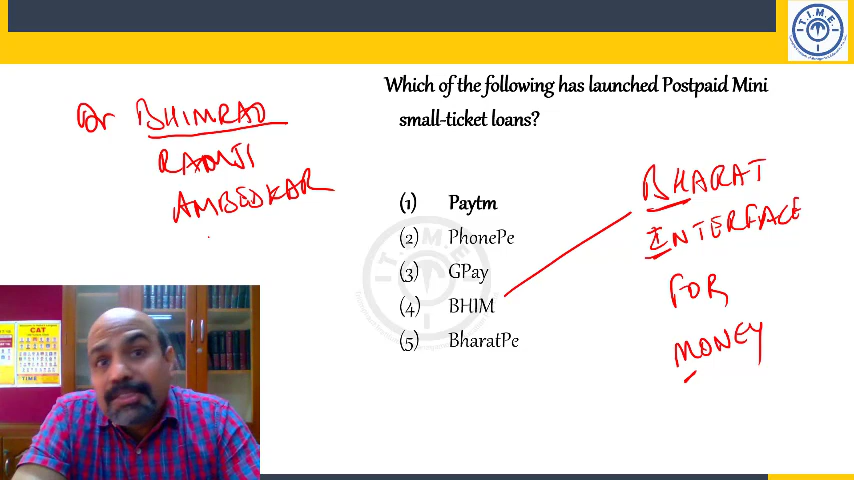 T.I.M.E.
Which of the following has launched Postpaid Mini
small-ticket loans?
Dr BHIMRAO
RAMJI
AMBEDKAR
(1) Paytm
(2) PhonePe
(3) GPay
(4) BHIM
(5) BharatPe
BHARAT
INTERFACE
FOR
MONEY
T.I.M.E.
CAT
TIME